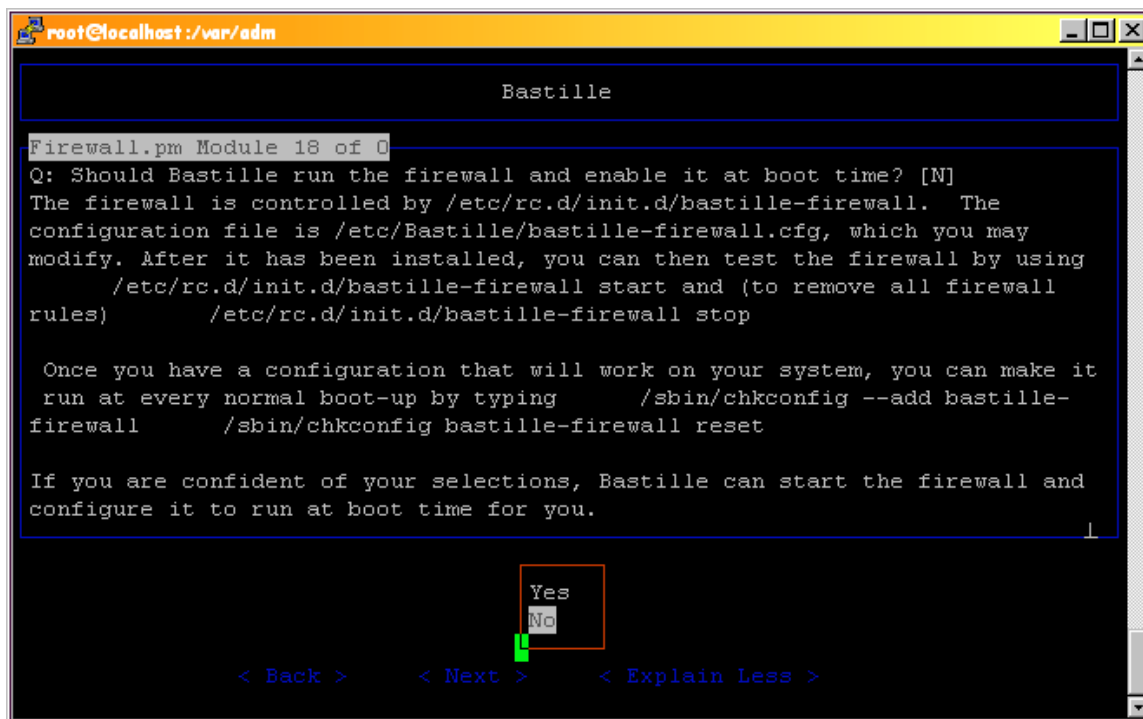 root@localhost:/var/adm
Bastille
Firewall.pm Module 18 of 0
Q: Should Bastille run the firewall and enable it at boot time? [N]
The firewall is controlled by /etc/rc.d/init.d/bastille-firewall.  The
configuration file is /etc/Bastille/bastille-firewall.cfg, which you may
modify. After it has been installed, you can then test the firewall by using
      /etc/rc.d/init.d/bastille-firewall start and (to remove all firewall
rules)       /etc/rc.d/init.d/bastille-firewall stop
 Once you have a configuration that will work on your system, you can make it
 run at every normal boot-up by typing      /sbin/chkconfig --add bastille-
firewall      /sbin/chkconfig bastille-firewall reset
If you are confident of your selections, Bastille can start the firewall and
configure it to run at boot time for you.
Yes
No
< Back >     < Next >     < Explain Less >